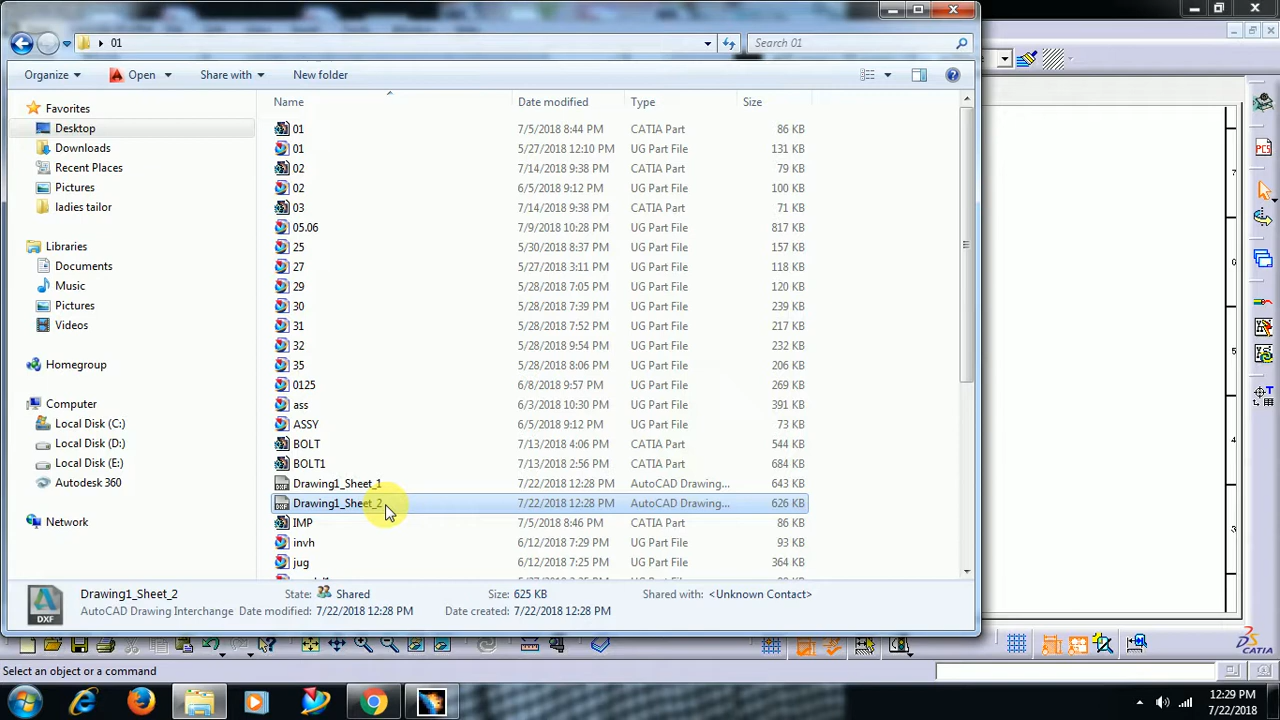 01
Search 01
Organize
Open
Share with
New folder
Name
Date modified
Type
Size
Favorites
Desktop
Downloads
Recent Places
Pictures
ladies tailor
Libraries
Documents
Music
Pictures
Videos
Homegroup
Computer
Local Disk (C:)
Local Disk (D:)
Local Disk (E:)
Autodesk 360
Network
01 7/5/2018 8:44 PM CATIA Part 86 KB
01 5/27/2018 12:10 PM UG Part File 131 KB
02 7/14/2018 9:38 PM CATIA Part 79 KB
02 6/5/2018 9:12 PM UG Part File 100 KB
03 7/14/2018 9:38 PM CATIA Part 71 KB
05.06 7/9/2018 10:28 PM UG Part File 817 KB
25 5/30/2018 8:37 PM UG Part File 157 KB
27 5/27/2018 3:11 PM UG Part File 118 KB
29 5/28/2018 7:05 PM UG Part File 120 KB
30 5/28/2018 7:39 PM UG Part File 239 KB
31 5/28/2018 7:52 PM UG Part File 217 KB
32 5/28/2018 9:54 PM UG Part File 232 KB
35 5/28/2018 8:06 PM UG Part File 206 KB
0125 6/8/2018 9:57 PM UG Part File 269 KB
ass 6/3/2018 10:30 PM UG Part File 391 KB
ASSY 6/5/2018 9:12 PM UG Part File 73 KB
BOLT 7/13/2018 4:06 PM CATIA Part 544 KB
BOLT1 7/13/2018 2:56 PM CATIA Part 684 KB
Drawing1_Sheet_1 7/22/2018 12:28 PM AutoCAD Drawing... 643 KB
Drawing1_Sheet_2 7/22/2018 12:28 PM AutoCAD Drawing... 626 KB
IMP 7/5/2018 8:46 PM CATIA Part 86 KB
invh 6/12/2018 7:29 PM UG Part File 93 KB
jug 6/12/2018 7:25 PM UG Part File 364 KB
DXF
Drawing1_Sheet_2 State: Shared Size: 625 KB Shared with: <Unknown Contact>
AutoCAD Drawing Interchange Date modified: 7/22/2018 12:28 PM Date created: 7/22/2018 12:28 PM
7
6
5
4
3
PCS
CATIA
Select an object or a command
12:29 PM
7/22/2018